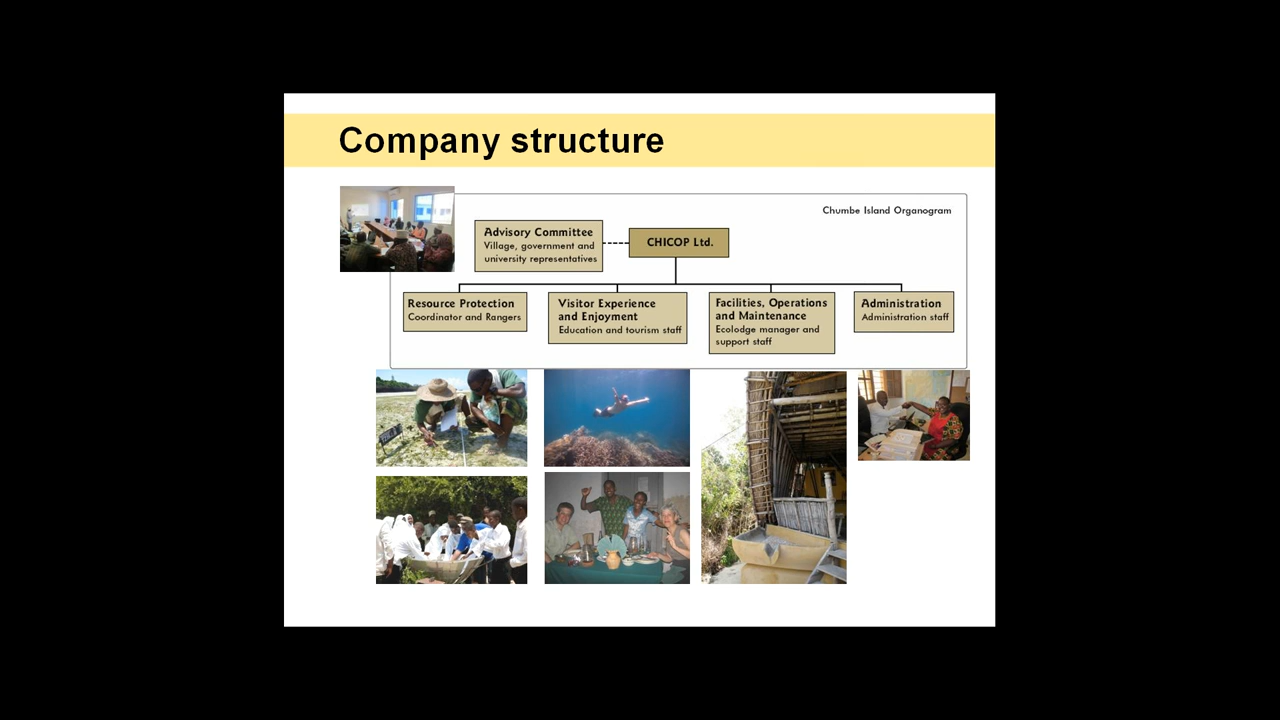 Company structure
Chumbe Island Organogram
Advisory Committee
Village, government and
university representatives
CHICOP Ltd.
Resource Protection
Coordinator and Rangers
Visitor Experience
and Enjoyment
Education and tourism staff
Facilities, Operations
and Maintenance
Ecolodge manager and
support staff
Administration
Administration staff